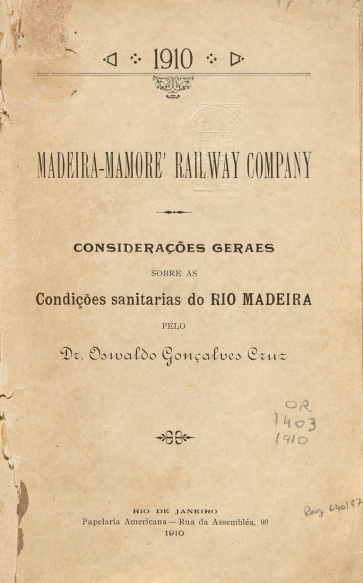 1910
MADEIRA-MAMORE' RAILWAY COMPANY
CONSIDERAÇÕES GERAES
SOBRE AS
Condições sanitarias do RIO MADEIRA
PELO
Dr. Oswaldo Gonçalves Cruz
OR
1403
1910
RIO DE JANEIRO
Papelaria Americana — Rua da Assembléa, 90
1910